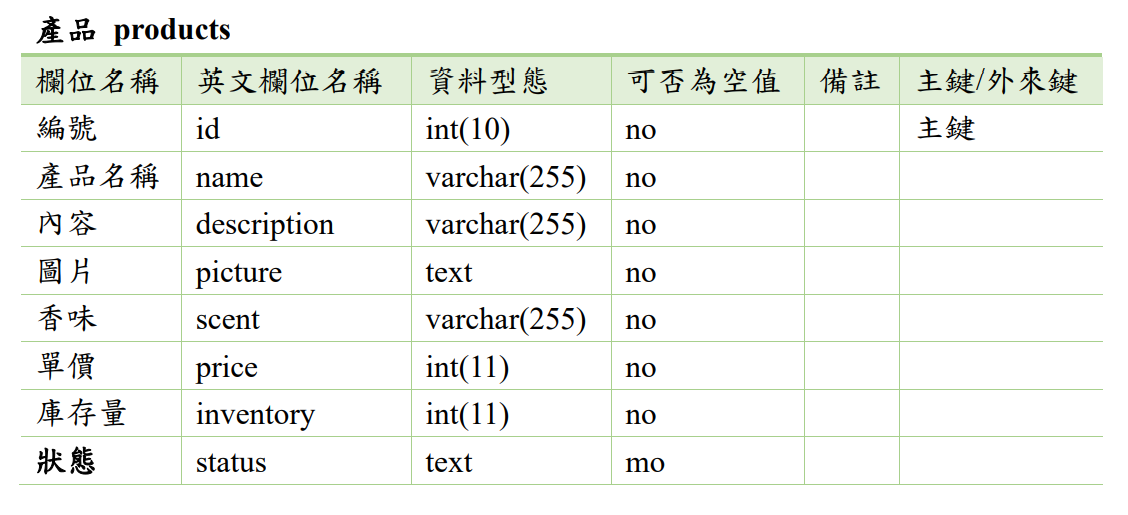 產品 products
欄位名稱 英文欄位名稱 資料型態 可否為空值 備註 主鍵/外來鍵
編號 id int(10) no 主鍵
產品名稱 name varchar(255) no
內容 description varchar(255) no
圖片 picture text no
香味 scent varchar(255) no
單價 price int(11) no
庫存量 inventory int(11) no
狀態 status text mo